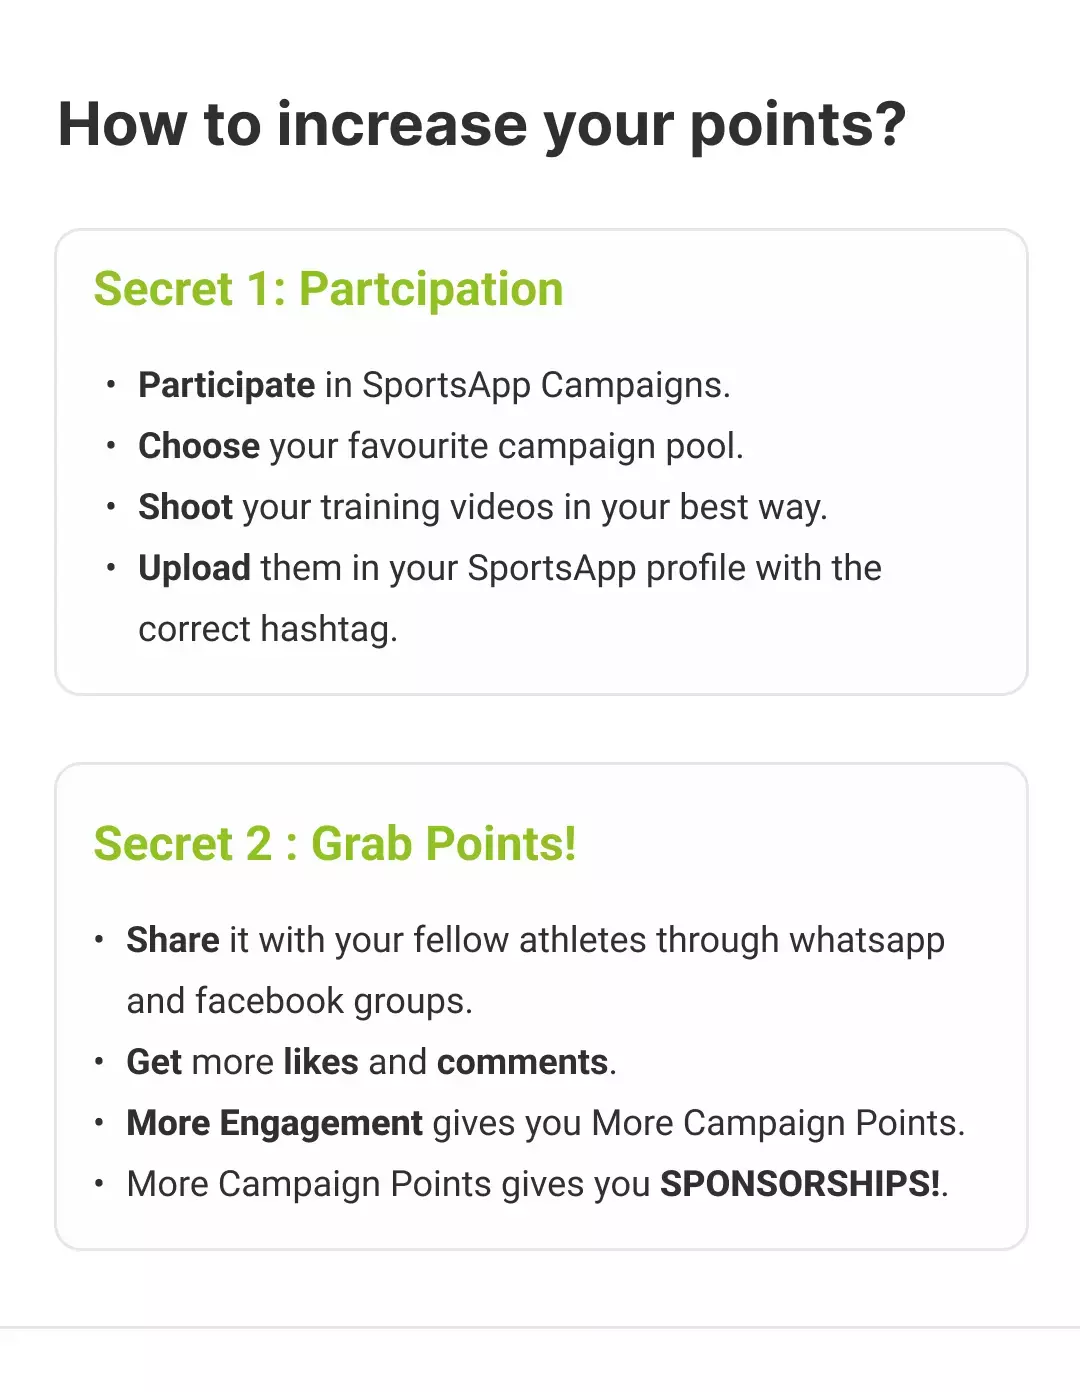 How to increase your points?
Secret 1: Partcipation
• Participate in SportsApp Campaigns.
• Choose your favourite campaign pool.
• Shoot your training videos in your best way.
• Upload them in your SportsApp profile with the
correct hashtag.
Secret 2 : Grab Points!
• Share it with your fellow athletes through whatsapp
and facebook groups.
• Get more likes and comments.
• More Engagement gives you More Campaign Points.
• More Campaign Points gives you SPONSORSHIPS!.